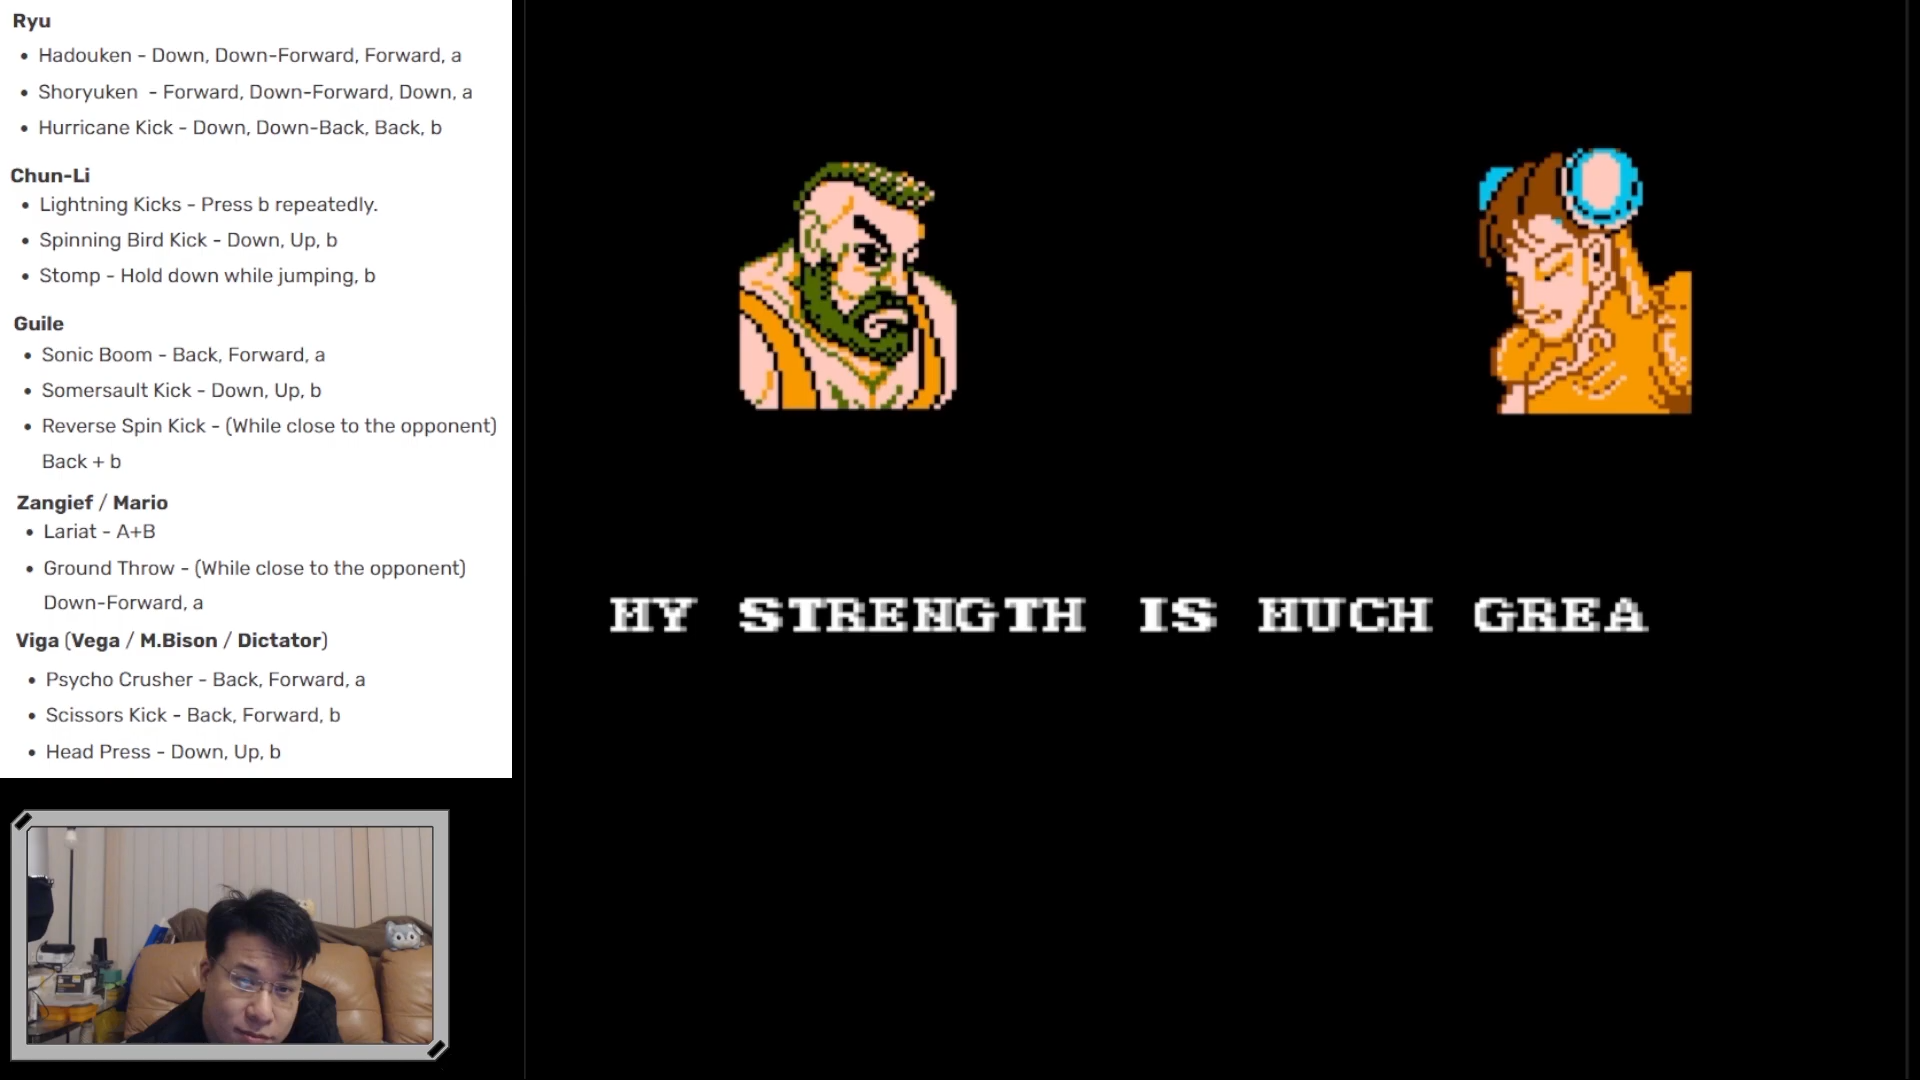 Ryu
• Hadouken - Down, Down-Forward, Forward, a
• Shoryuken - Forward, Down-Forward, Down, a
• Hurricane Kick - Down, Down-Back, Back, b
Chun-Li
• Lightning Kicks - Press b repeatedly.
• Spinning Bird Kick - Down, Up, b
• Stomp - Hold down while jumping, b
Guile
• Sonic Boom - Back, Forward, a
• Somersault Kick - Down, Up, b
• Reverse Spin Kick - (While close to the opponent)
Back + b
Zangief / Mario
• Lariat - A+B
• Ground Throw - (While close to the opponent)
Down-Forward, a
Viga (Vega / M.Bison / Dictator)
• Psycho Crusher - Back, Forward, a
• Scissors Kick - Back, Forward, b
• Head Press - Down, Up, b
MY STRENGTH IS MUCH GREA